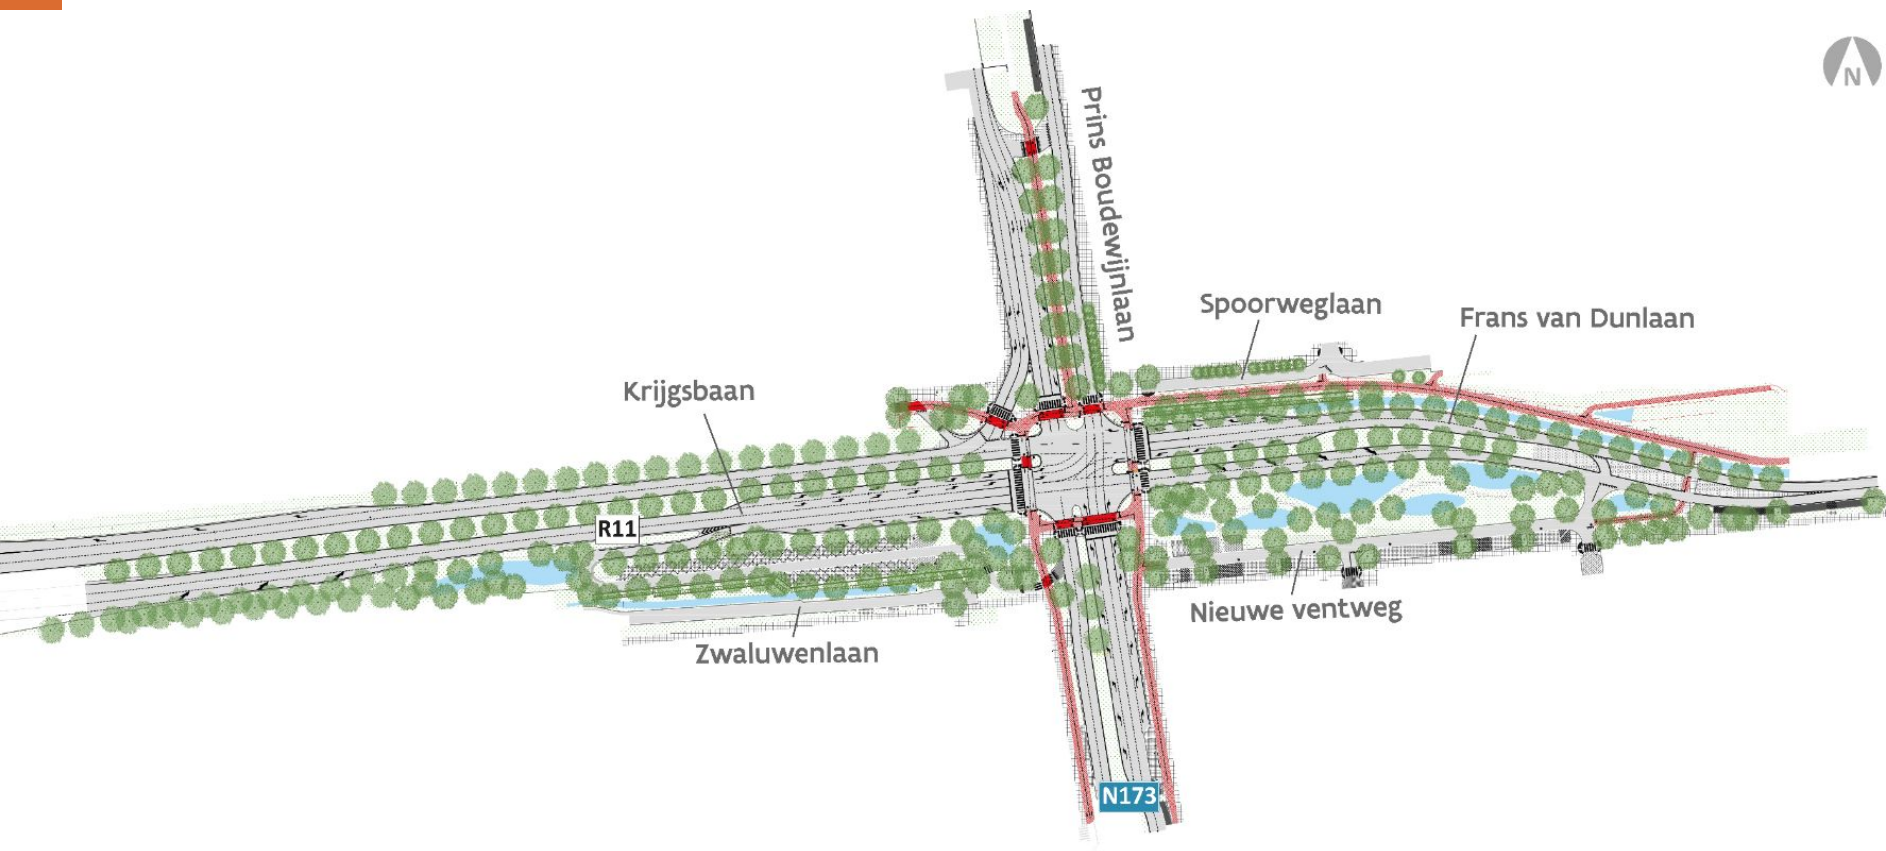 N
Prins Boudewijnlaan
Spoorweglaan
Frans van Dunlaan
Krijgsbaan
R11
Nieuwe ventweg
Zwaluwenlaan
N173